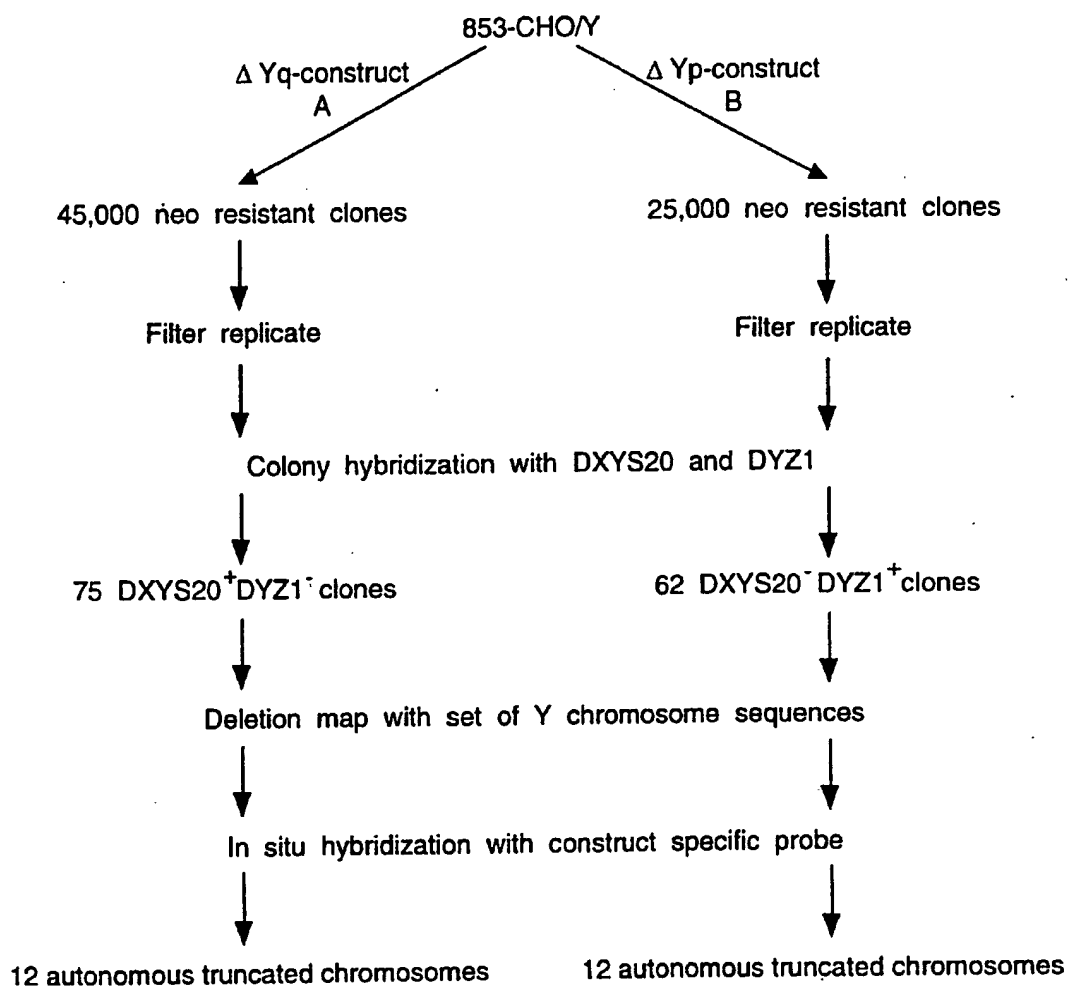 853-CHO/Y
Δ Yq-construct
A
Δ Yp-construct
B
45,000 neo resistant clones
25,000 neo resistant clones
Filter replicate
Filter replicate
Colony hybridization with DXYS20 and DYZ1
75 DXYS20⁺DYZ1⁻ clones
62 DXYS20⁻ DYZ1⁺ clones
Deletion map with set of Y chromosome sequences
In situ hybridization with construct specific probe
12 autonomous truncated chromosomes
12 autonomous truncated chromosomes